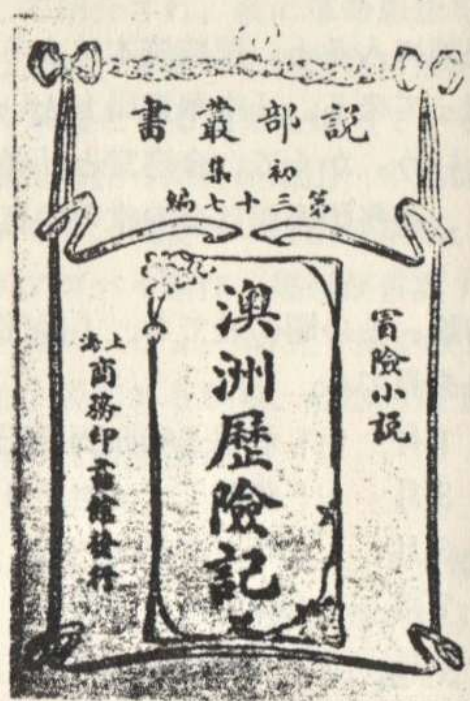 說部叢書
初集
第三十七編
冒險小說
澳洲歷險記
上海
商務印書館發行